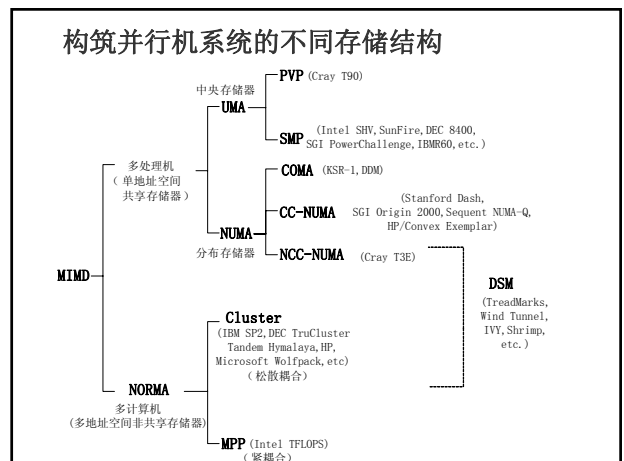 构筑并行机系统的不同存储结构
PVP (Cray T90)
中央存储器
UMA
(Intel SHV,SunFire,DEC 8400,
SMP SGI PowerChallenge,IBMR60,etc.)
多处理机
(单地址空间
共享存储器)
COMA (KSR-1,DDM)
(Stanford Dash,
CC-NUMA SGI Origin 2000,Sequent NUMA-Q,
HP/Convex Exemplar)
NUMA
分布存储器
NCC-NUMA (Cray T3E)
MIMD
DSM
(TreadMarks,
Wind Tunnel,
IVY,Shrimp,
etc.)
Cluster
(IBM SP2,DEC TruCluster
Tandem Hymalaya,HP,
Microsoft Wolfpack,etc)
(松散耦合)
NORMA
多计算机
(多地址空间非共享存储器)
MPP (Intel TFLOPS)
(紧耦合)